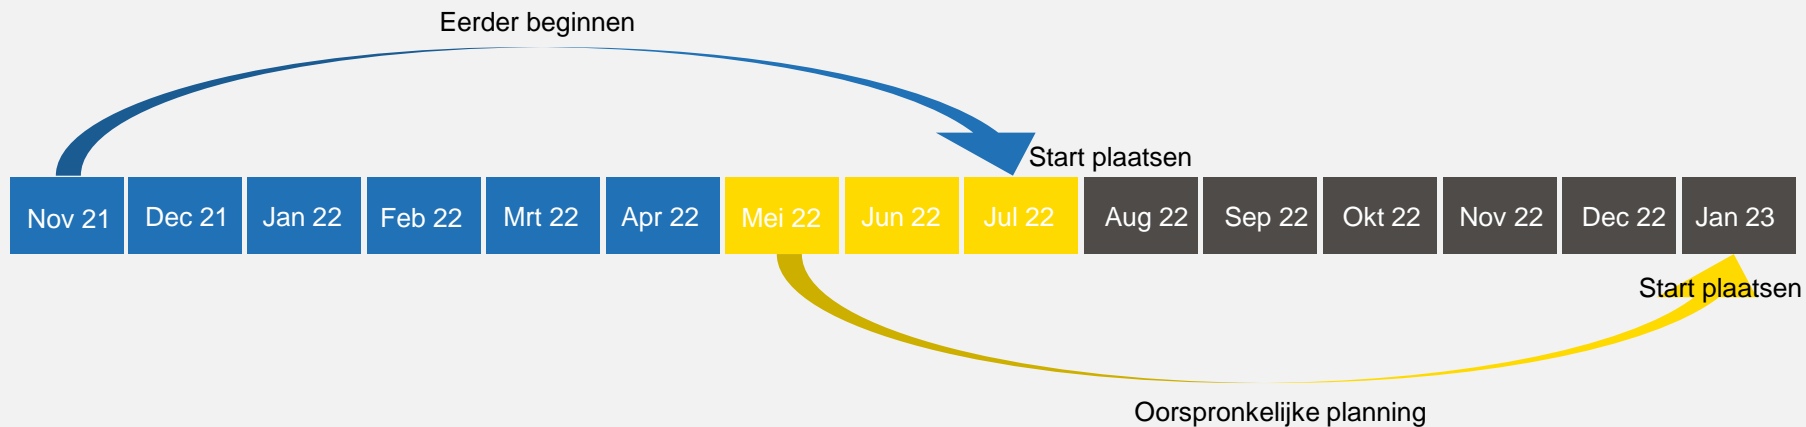 Eerder beginnen
Start plaatsen
Nov 21 Dec 21 Jan 22 Feb 22 Mrt 22 Apr 22 Mei 22 Jun 22 Jul 22 Aug 22 Sep 22 Okt 22 Nov 22 Dec 22 Jan 23
Start plaatsen
Oorspronkelijke planning